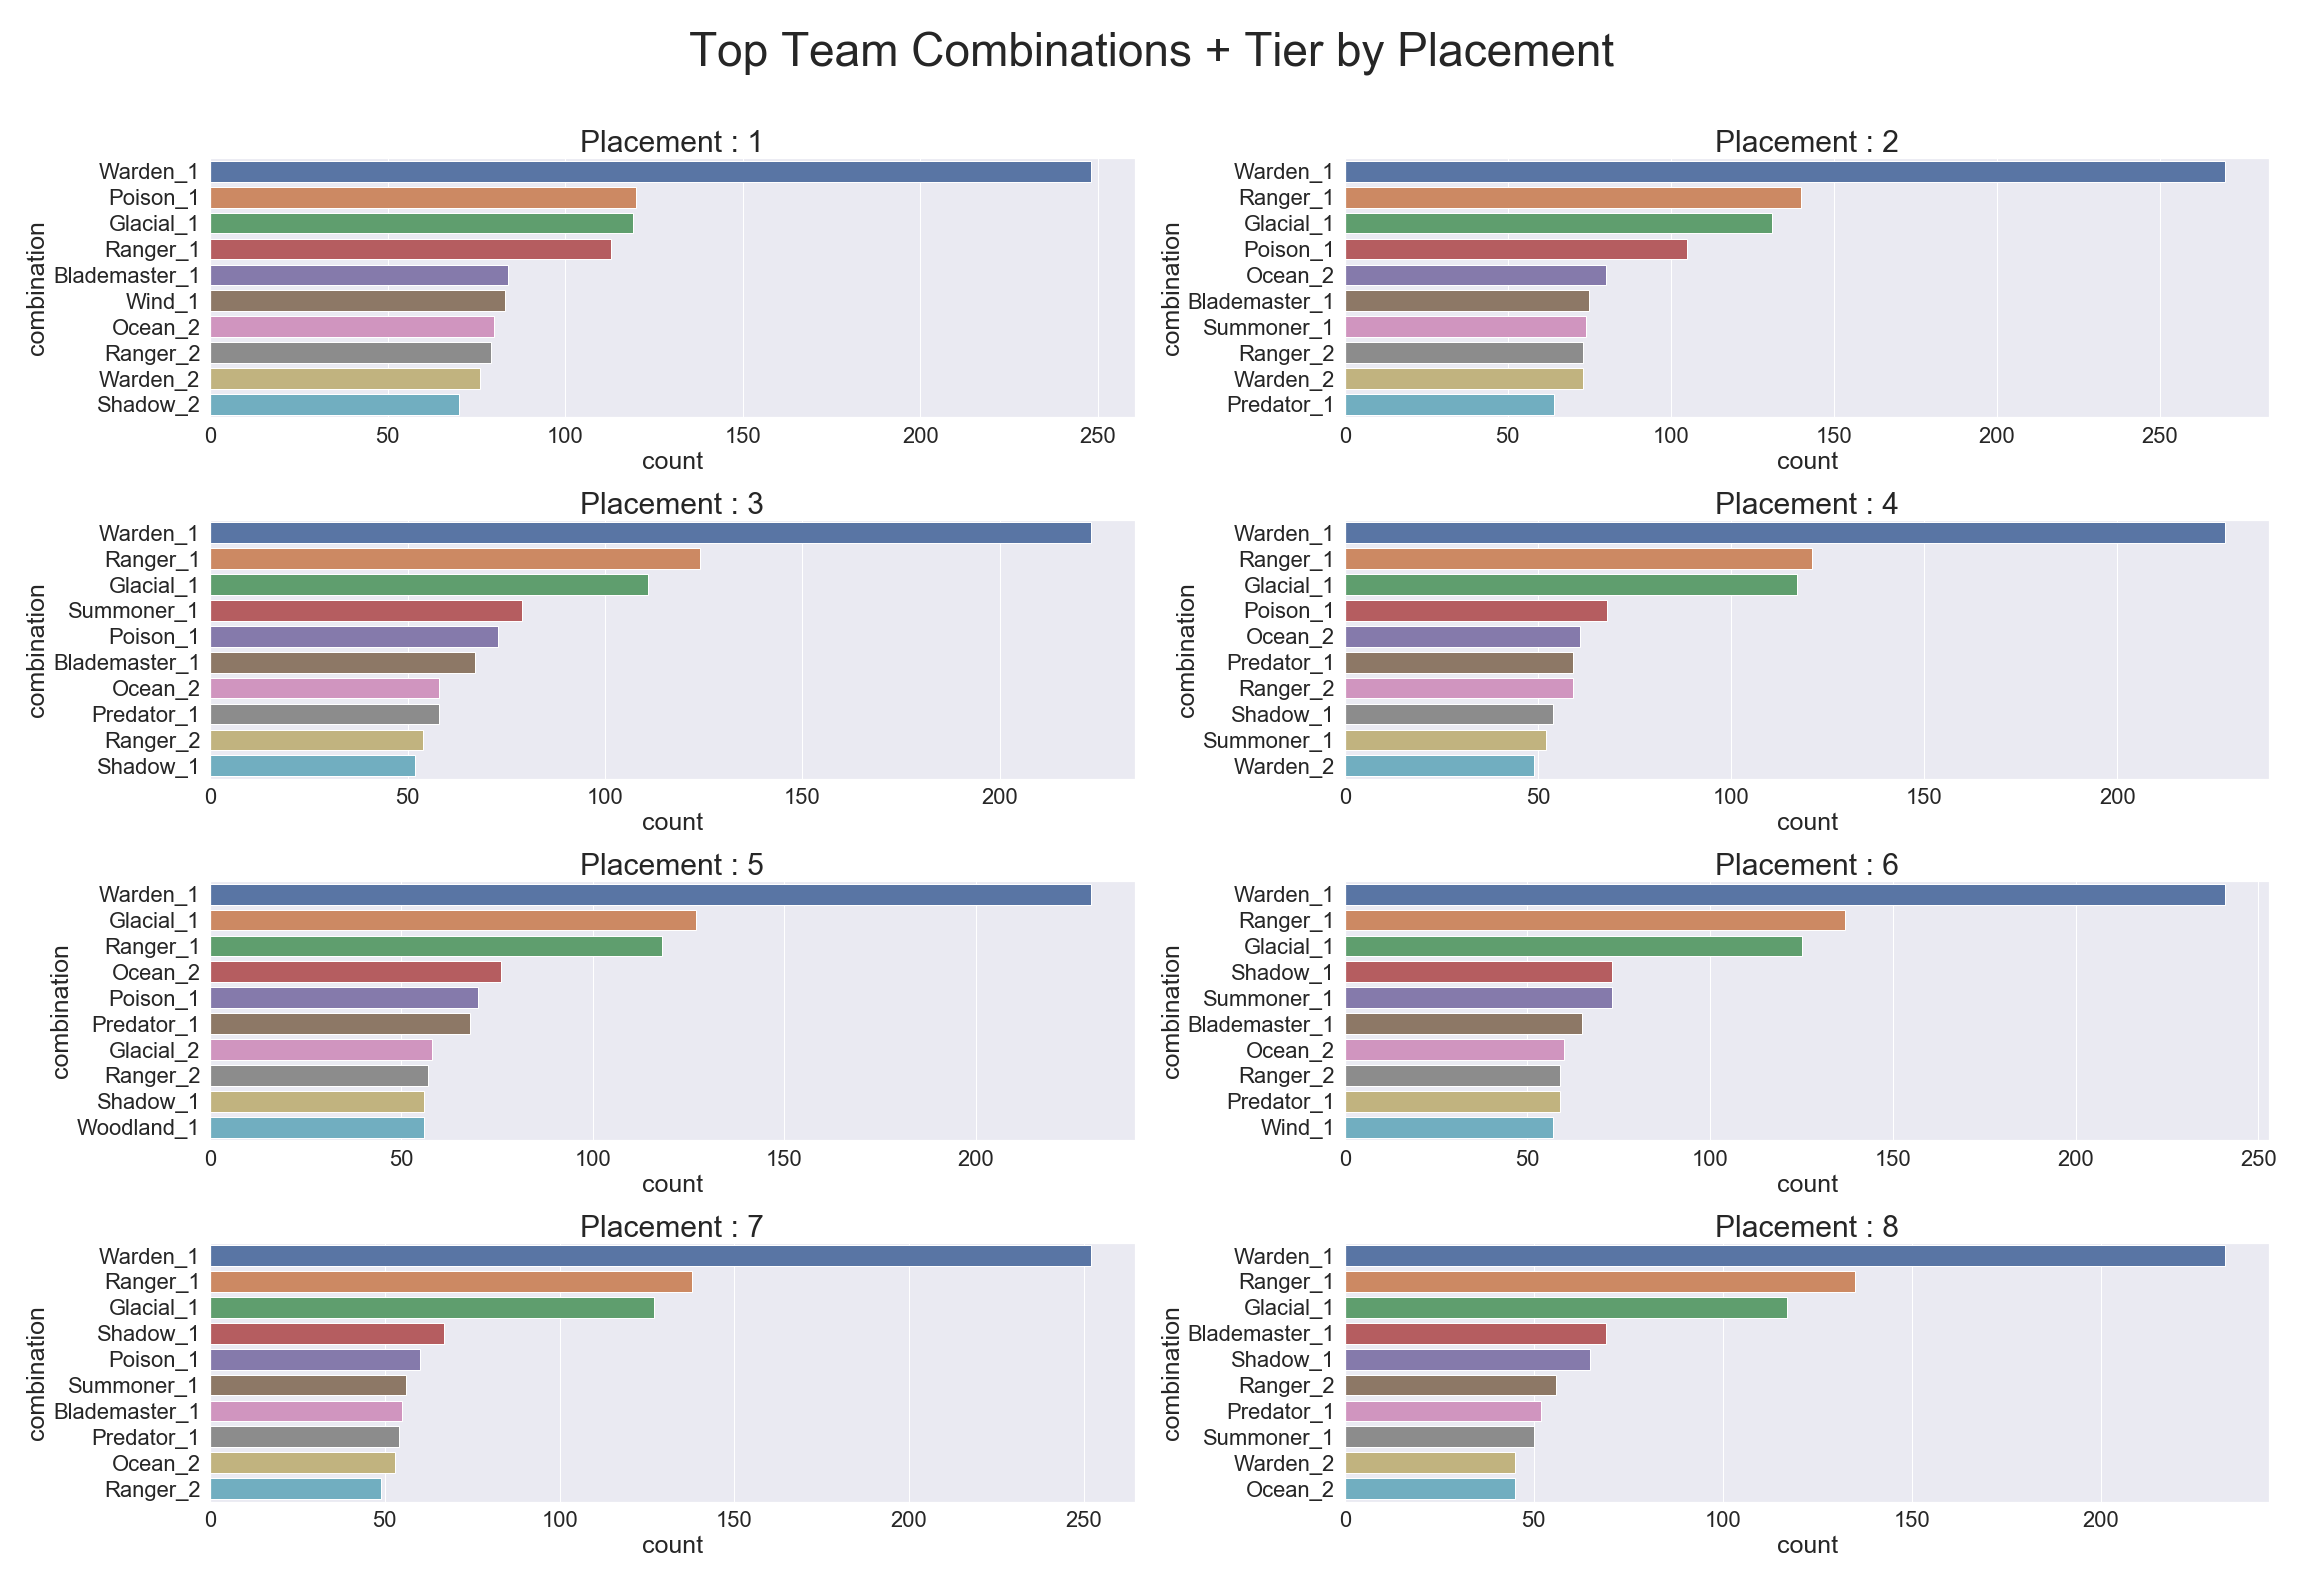 Top Team Combinations + Tier by Placement
Placement : 1
combination
Warden_1
Poison_1
Glacial_1
Ranger_1
Blademaster_1
Wind_1
Ocean_2
Ranger_2
Warden_2
Shadow_2
0 50 100 150 200 250
count
Placement : 2
combination
Warden_1
Ranger_1
Glacial_1
Poison_1
Ocean_2
Blademaster_1
Summoner_1
Ranger_2
Warden_2
Predator_1
0 50 100 150 200 250
count
Placement : 3
combination
Warden_1
Ranger_1
Glacial_1
Summoner_1
Poison_1
Blademaster_1
Ocean_2
Predator_1
Ranger_2
Shadow_1
0 50 100 150 200
count
Placement : 4
combination
Warden_1
Ranger_1
Glacial_1
Poison_1
Ocean_2
Predator_1
Ranger_2
Shadow_1
Summoner_1
Warden_2
0 50 100 150 200
count
Placement : 5
combination
Warden_1
Glacial_1
Ranger_1
Ocean_2
Poison_1
Predator_1
Glacial_2
Ranger_2
Shadow_1
Woodland_1
0 50 100 150 200
count
Placement : 6
combination
Warden_1
Ranger_1
Glacial_1
Shadow_1
Summoner_1
Blademaster_1
Ocean_2
Ranger_2
Predator_1
Wind_1
0 50 100 150 200 250
count
Placement : 7
combination
Warden_1
Ranger_1
Glacial_1
Shadow_1
Poison_1
Summoner_1
Blademaster_1
Predator_1
Ocean_2
Ranger_2
0 50 100 150 200 250
count
Placement : 8
combination
Warden_1
Ranger_1
Glacial_1
Blademaster_1
Shadow_1
Ranger_2
Predator_1
Summoner_1
Warden_2
Ocean_2
0 50 100 150 200
count